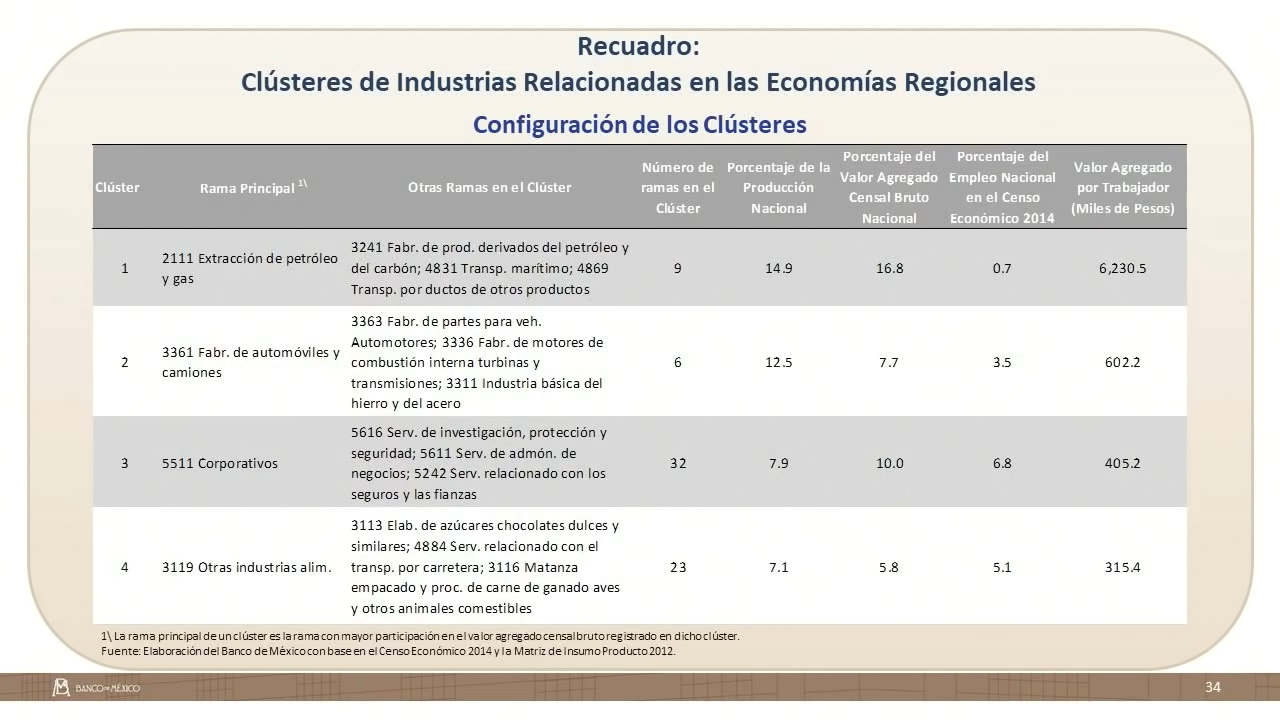 Recuadro:
Clústeres de Industrias Relacionadas en las Economías Regionales
Configuración de los Clústeres
Clúster
Rama Principal 1\
Otras Ramas en el Clúster
Número de
ramas en el
Clúster
Porcentaje de la
Producción
Nacional
Porcentaje del
Valor Agregado
Censal Bruto
Nacional
Porcentaje del
Empleo Nacional
en el Censo
Económico 2014
Valor Agregado
por Trabajador
(Miles de Pesos)
1
2111 Extracción de petróleo
y gas
3241 Fabr. de prod. derivados del petróleo y
del carbón; 4831 Transp. marítimo; 4869
Transp. por ductos de otros productos
9
14.9
16.8
0.7
6,230.5
2
3361 Fabr. de automóviles y
camiones
3363 Fabr. de partes para veh.
Automotores; 3336 Fabr. de motores de
combustión interna turbinas y
transmisiones; 3311 Industria básica del
hierro y del acero
6
12.5
7.7
3.5
602.2
3
5511 Corporativos
5616 Serv. de investigación, protección y
seguridad; 5611 Serv. de admón. de
negocios; 5242 Serv. relacionado con los
seguros y las fianzas
32
7.9
10.0
6.8
405.2
4
3119 Otras industrias alim.
3113 Elab. de azúcares chocolates dulces y
similares; 4884 Serv. relacionado con el
transp. por carretera; 3116 Matanza
empacado y proc. de carne de ganado aves
y otros animales comestibles
23
7.1
5.8
5.1
315.4
1\ La rama principal de un clúster es la rama con mayor participación en el valor agregado censal bruto registrado en dicho clúster.
Fuente: Elaboración del Banco de México con base en el Censo Económico 2014 y la Matriz de Insumo Producto 2012.
BANCO DE MÉXICO
34